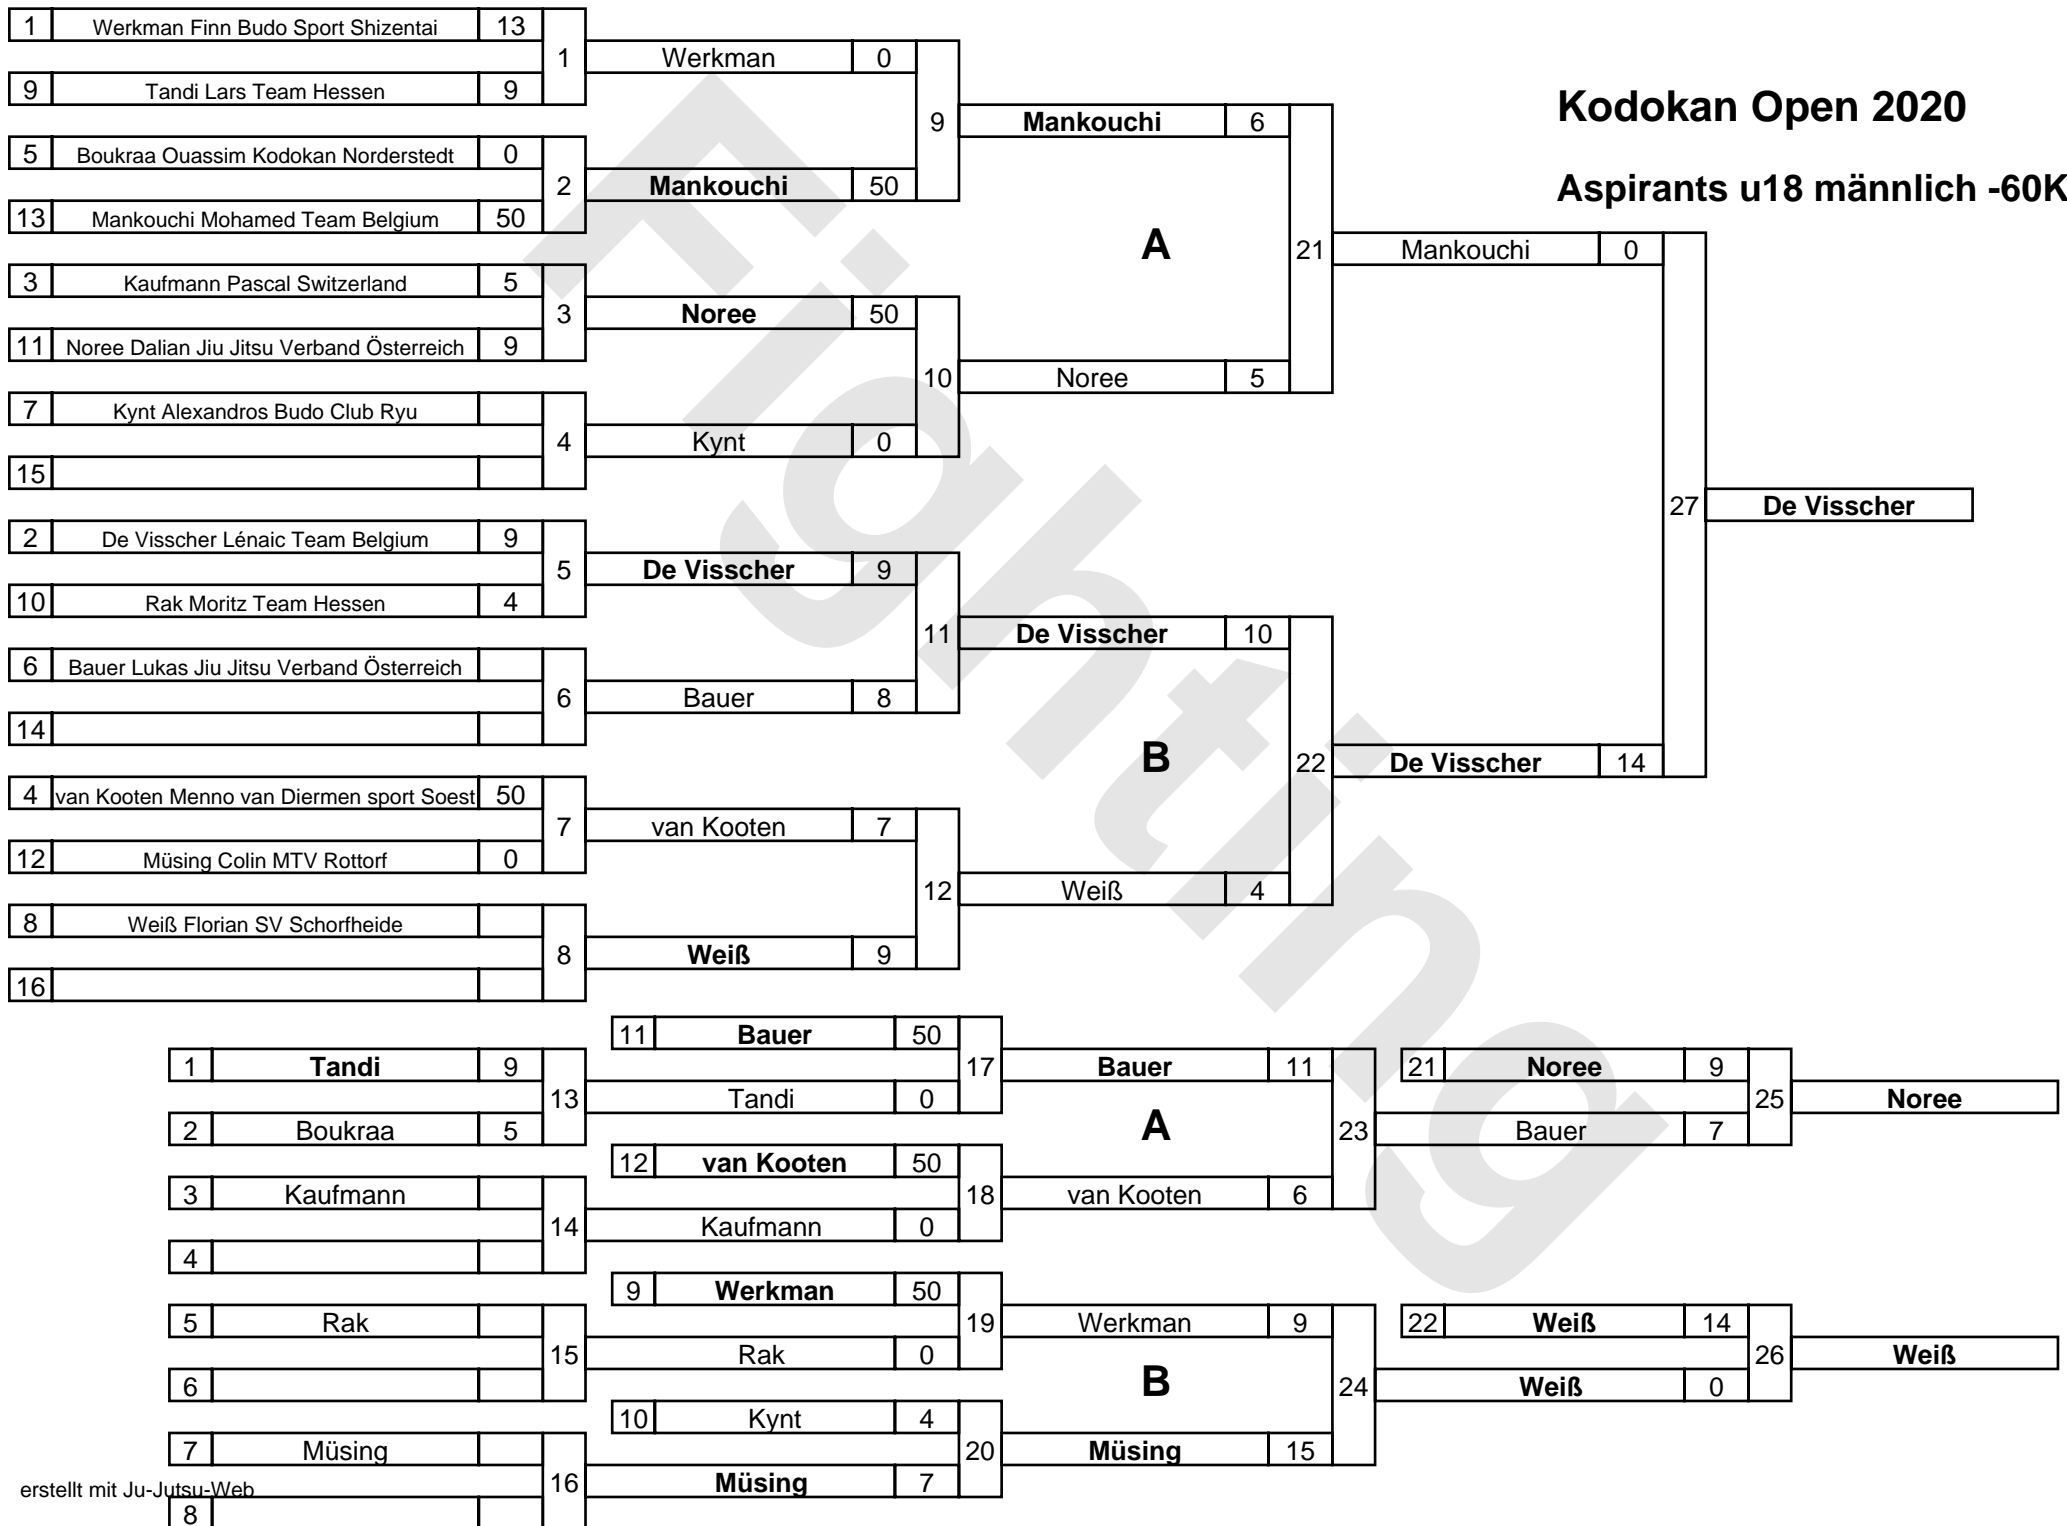 Kodokan Open 2020
Aspirants u18 männlich -60K
1 Werkman Finn Budo Sport Shizentai 13
9 Tandi Lars Team Hessen 9
1
5 Boukraa Ouassim Kodokan Norderstedt 0
13 Mankouchi Mohamed Team Belgium 50
2
3 Kaufmann Pascal Switzerland 5
11 Noree Dalian Jiu Jitsu Verband Österreich 9
3
7 Kynt Alexandros Budo Club Ryu
15
4
2 De Visscher Lénaic Team Belgium 9
10 Rak Moritz Team Hessen 4
5
6 Bauer Lukas Jiu Jitsu Verband Österreich
14
6
4 van Kooten Menno van Diermen sport Soest 50
12 Müsing Colin MTV Rottorf 0
7
8 Weiß Florian SV Schorfheide
16
8
Werkman 0
Mankouchi 50
9
Noree 50
Kynt 0
10
De Visscher 9
Bauer 8
11
van Kooten 7
Weiß 9
12
Mankouchi 6
A
Noree 5
21
De Visscher 10
B
Weiß 4
22
Mankouchi 0
De Visscher 14
27
De Visscher
1 Tandi 9
2 Boukraa 5
13
3 Kaufmann
4
14
5 Rak
6
15
7 Müsing
8
16
11 Bauer 50
Tandi 0
17
12 van Kooten 50
Kaufmann 0
18
9 Werkman 50
Rak 0
19
10 Kynt 4
Müsing 7
20
Bauer 11
A
van Kooten 6
23
Werkman 9
B
Müsing 15
24
21 Noree 9
Bauer 7
25
Noree
22 Weiß 14
Weiß 0
26
Weiß
erstellt mit Ju-Jutsu-Web
Fighting